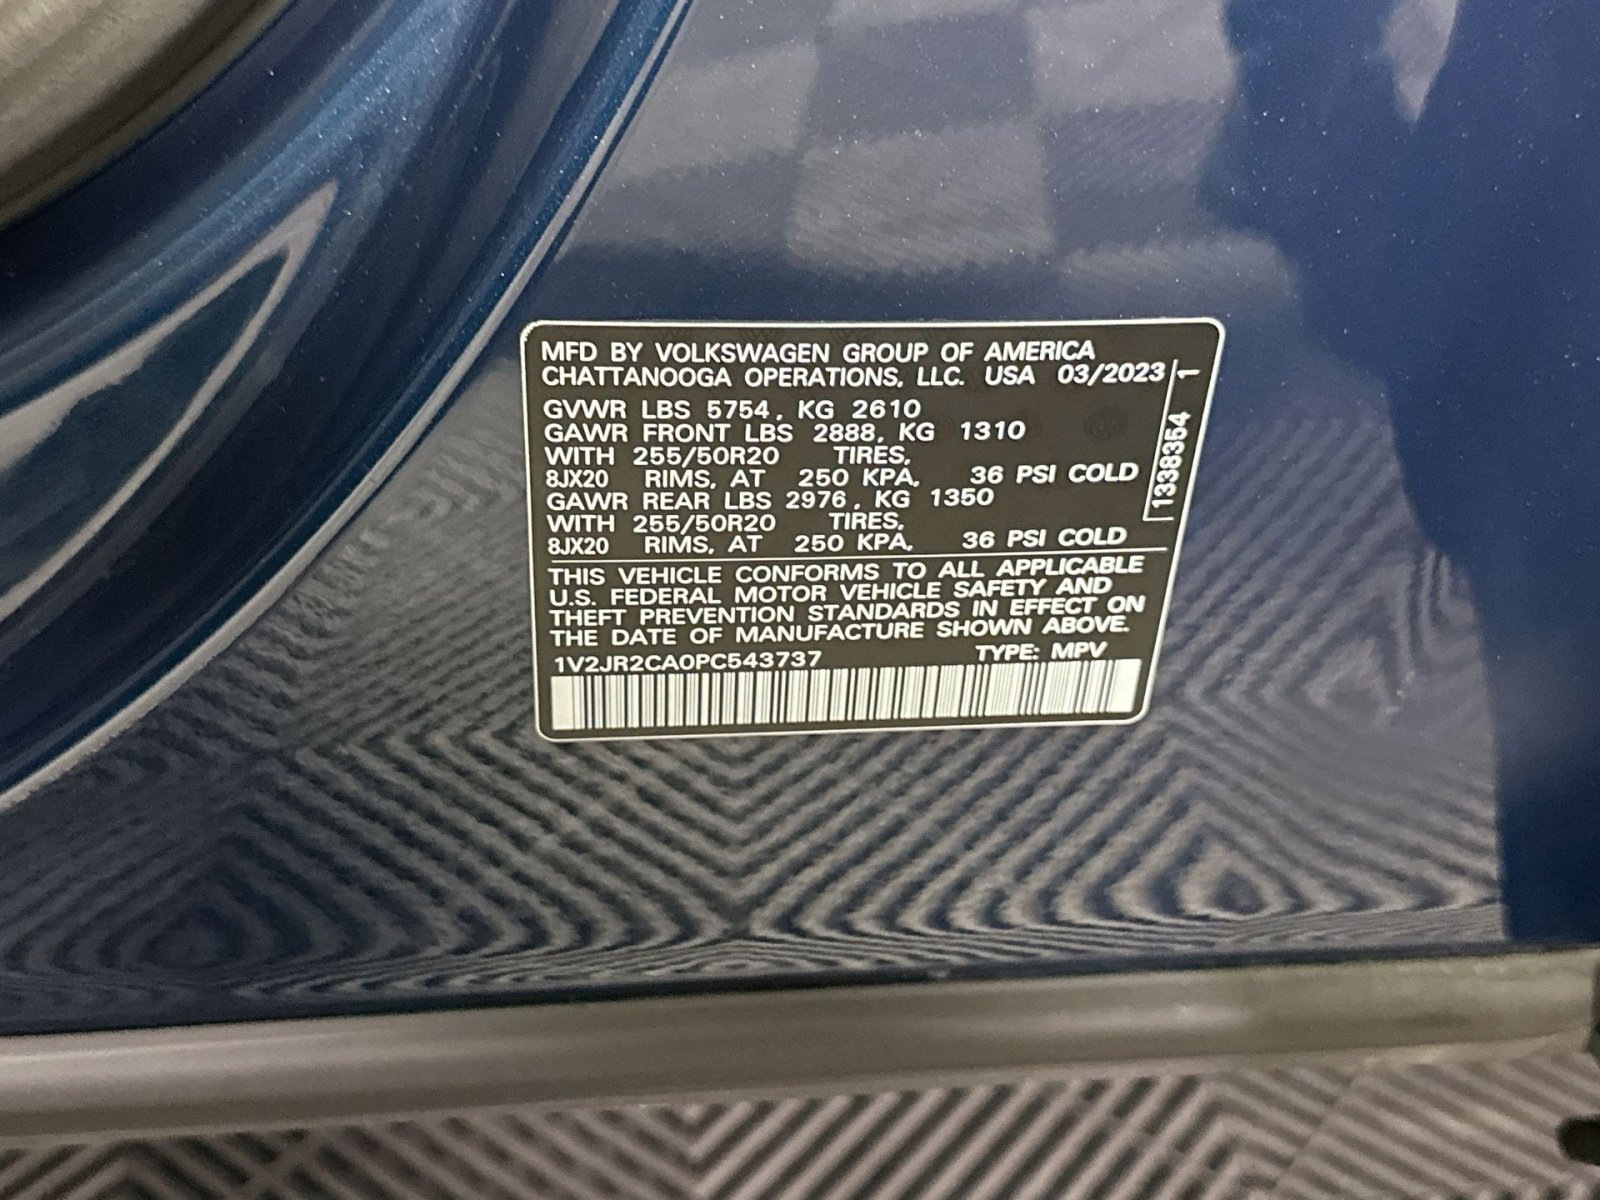 MFD BY VOLKSWAGEN GROUP OF AMERICA
CHATTANOOGA OPERATIONS, LLC. USA 03/2023
GVWR LBS 5754, KG 2610
GAWR FRONT LBS 2888, KG 1310
WITH 255/50R20 TIRES,
8JX20 RIMS, AT 250 KPA, 36 PSI COLD
GAWR REAR LBS 2976, KG 1350
WITH 255/50R20 TIRES,
8JX20 RIMS, AT 250 KPA, 36 PSI COLD
THIS VEHICLE CONFORMS TO ALL APPLICABLE
U.S. FEDERAL MOTOR VEHICLE SAFETY AND
THEFT PREVENTION STANDARDS IN EFFECT ON
THE DATE OF MANUFACTURE SHOWN ABOVE.
1V2JR2CA0PC543737 TYPE: MPV
1338354 1